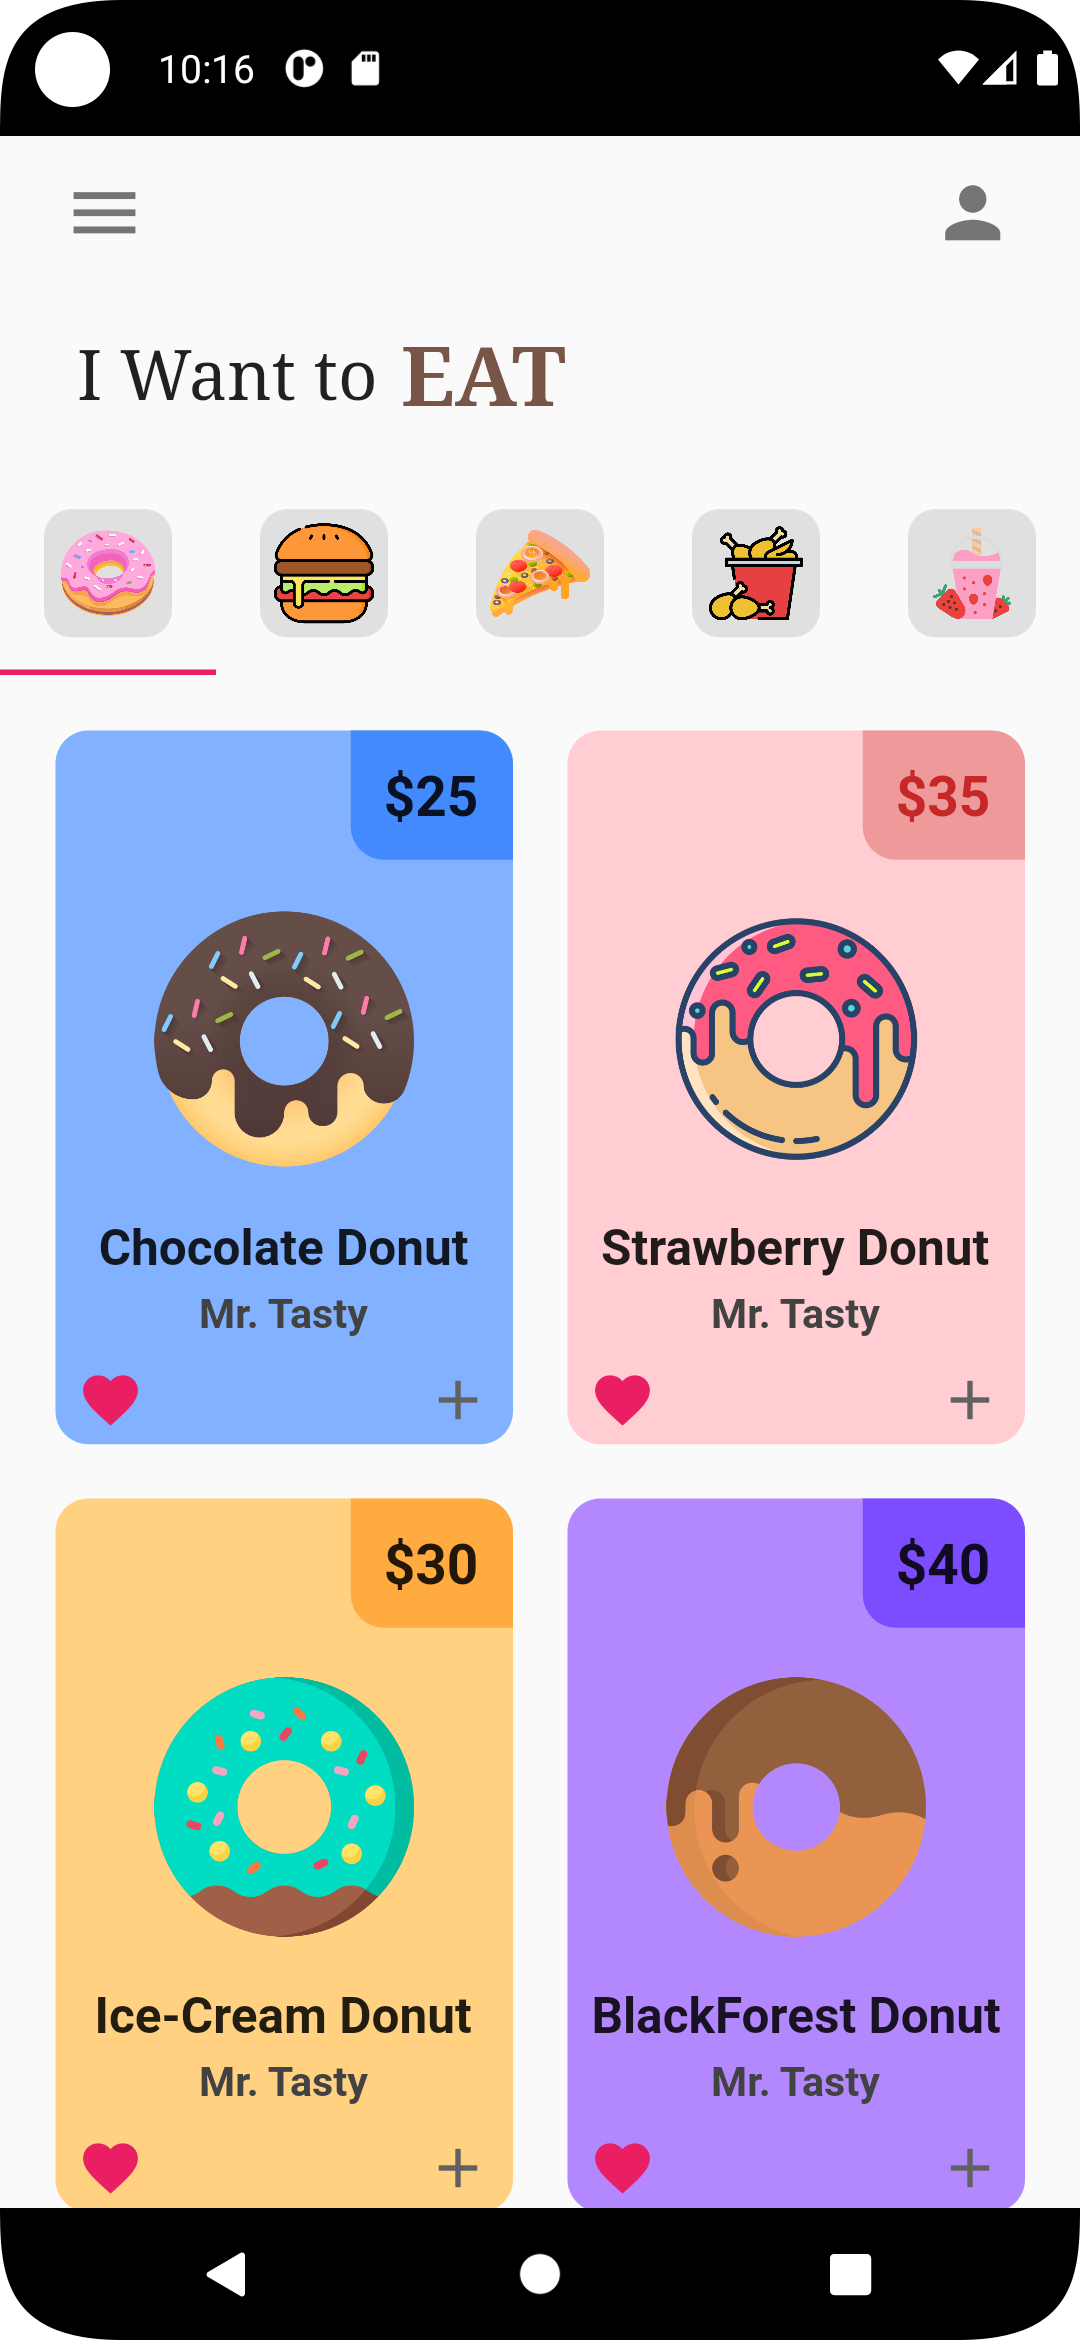 10:16
I Want to EAT
$25
$35
Chocolate Donut
Mr. Tasty
Strawberry Donut
Mr. Tasty
$30
$40
Ice-Cream Donut
Mr. Tasty
BlackForest Donut
Mr. Tasty